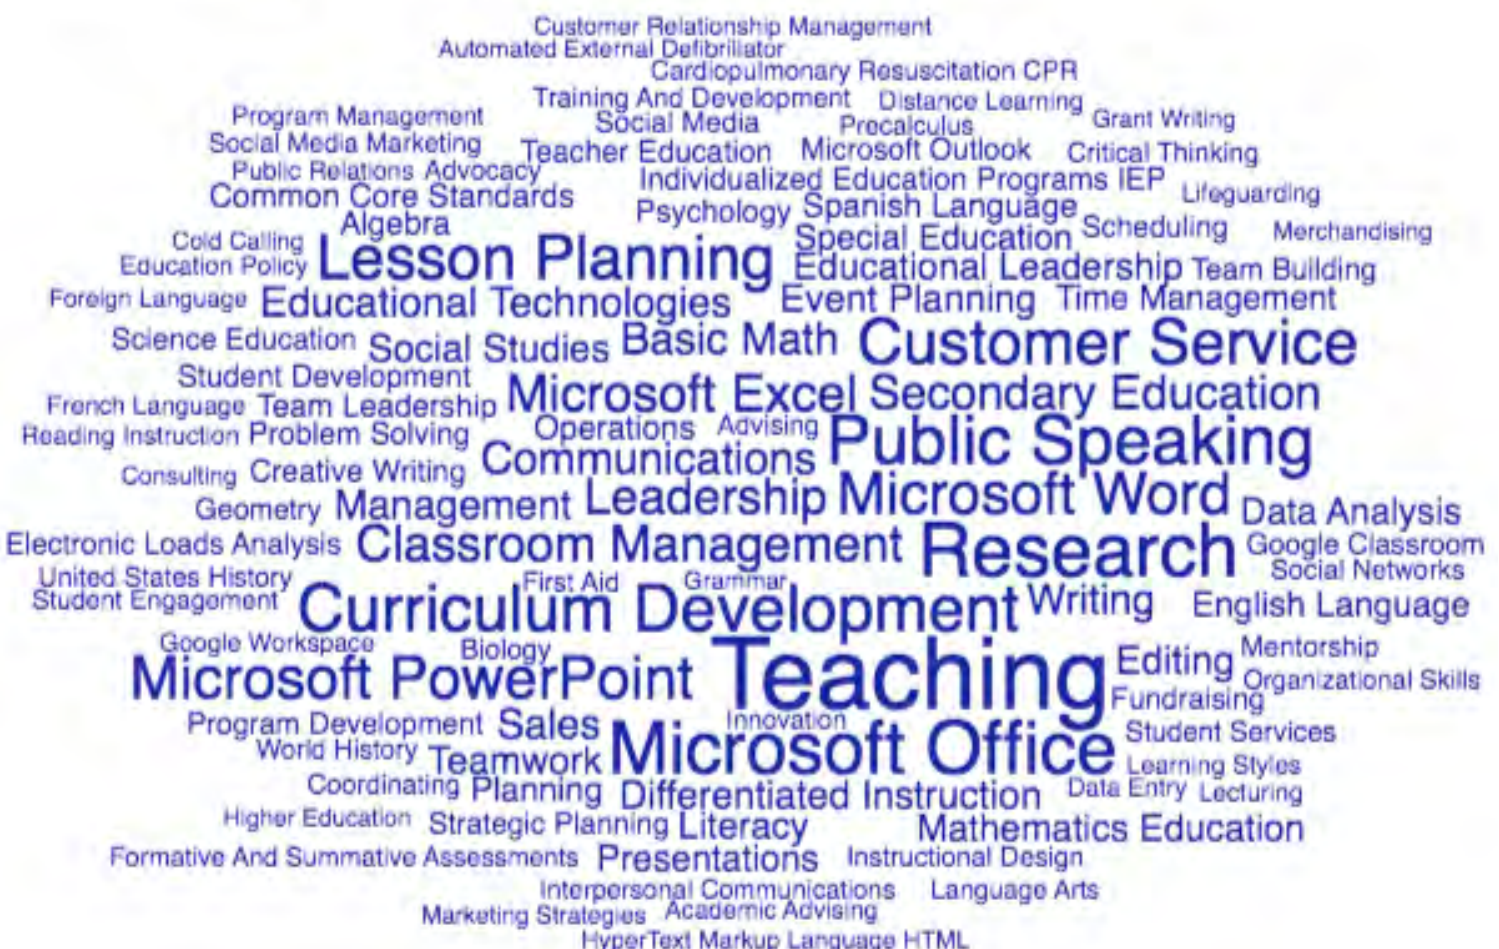 Customer Relationship Management
Automated External Defibrillator
Cardiopulmonary Resuscitation CPR
Training And Development Distance Learning
Program Management Social Media Precalculus Grant Writing
Social Media Marketing Teacher Education Microsoft Outlook Critical Thinking
Public Relations Advocacy Individualized Education Programs IEP Lifeguarding
Common Core Standards Psychology Spanish Language
Algebra Special Education Scheduling Merchandising
Cold Calling Lesson Planning
Education Policy Educational Leadership Team Building
Foreign Language Educational Technologies Event Planning Time Management
Science Education Social Studies Basic Math Customer Service
Student Development Microsoft Excel Secondary Education
French Language Team Leadership
Reading Instruction Problem Solving Operations Advising Public Speaking
Consulting Creative Writing Communications
Geometry Management Leadership Microsoft Word Data Analysis
Electronic Loads Analysis Classroom Management Research Google Classroom
United States History First Aid Grammar Social Networks
Student Engagement Curriculum Development Writing English Language
Google Workspace Biology Mentorship
Microsoft PowerPoint Teaching Editing Organizational Skills
Fundraising
Program Development Sales Innovation Student Services
World History Teamwork Microsoft Office Learning Styles
Coordinating Planning Differentiated Instruction Data Entry Lecturing
Higher Education Strategic Planning Literacy Mathematics Education
Formative And Summative Assessments Presentations Instructional Design
Interpersonal Communications Language Arts
Marketing Strategies Academic Advising
HyperText Markup Language HTML